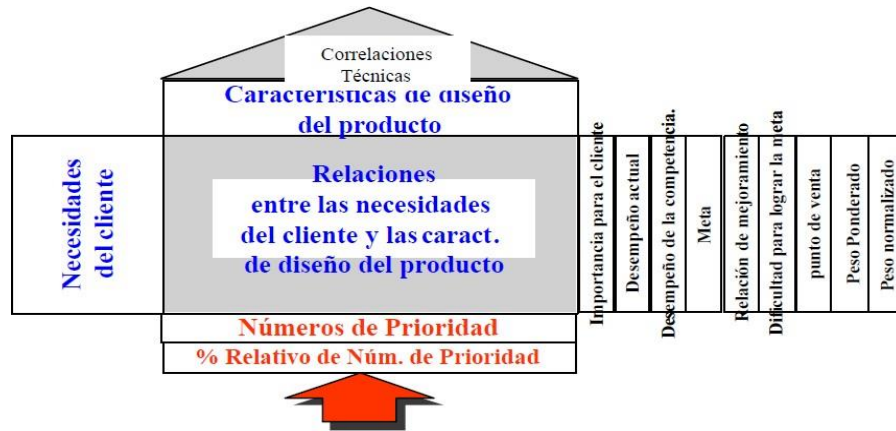 Correlaciones
Técnicas
Características de diseño
del producto
Necesidades
del cliente
Relaciones
entre las necesidades
del cliente y las caract.
de diseño del producto
Importancia para el cliente
Desempeño actual
Desempeño de la competencia.
Meta
Relación de mejoramiento
Dificultad para lograr la meta
punto de venta
Peso Ponderado
Peso normalizado
Números de Prioridad
% Relativo de Núm. de Prioridad